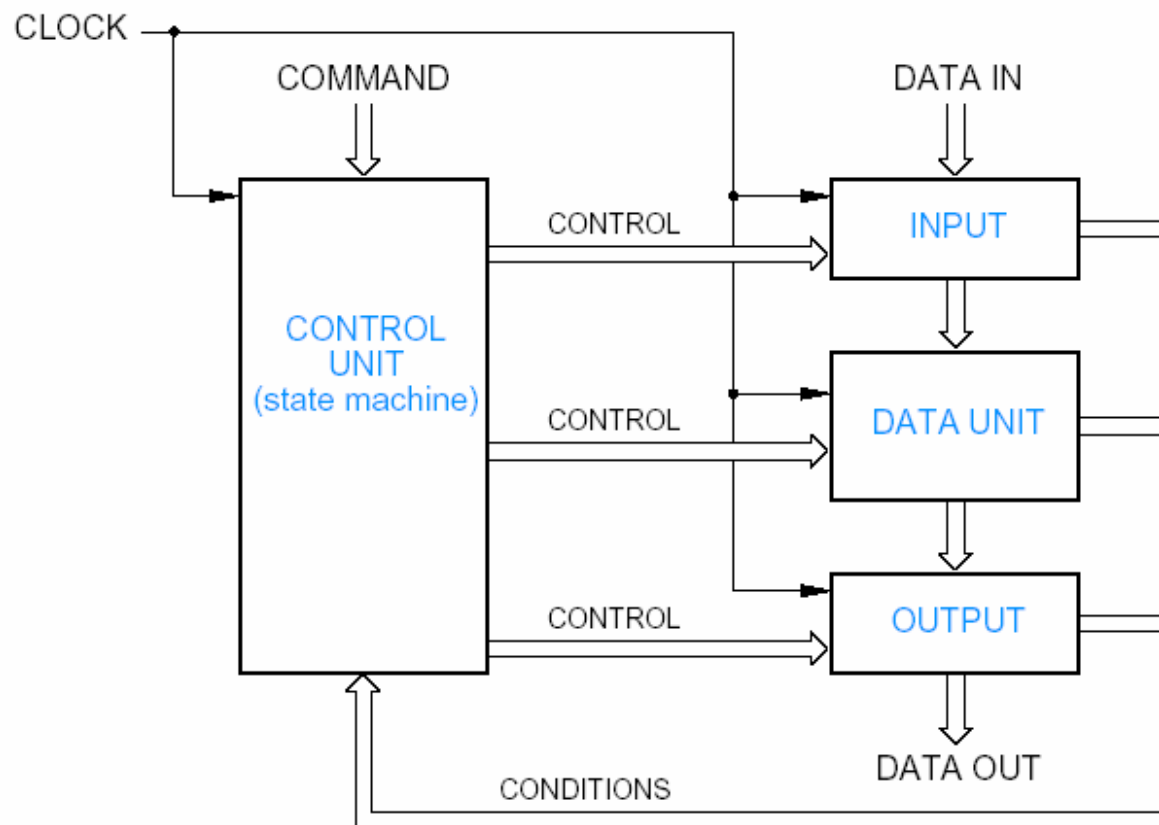 CLOCK
COMMAND
DATA IN
CONTROL
INPUT
CONTROL
UNIT
(state machine)
CONTROL
DATA UNIT
CONTROL
OUTPUT
DATA OUT
CONDITIONS